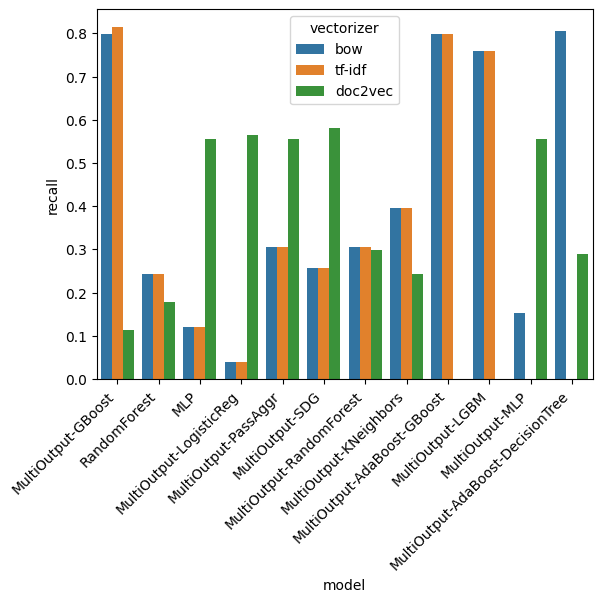 vectorizer
bow
tf-idf
doc2vec
recall
0.8
0.7
0.6
0.5
0.4
0.3
0.2
0.1
0.0
MultiOutput-GBoost
RandomForest
MLP
MultiOutput-LogisticReg
MultiOutput-PassAggr
MultiOutput-SDG
MultiOutput-RandomForest
MultiOutput-KNeighbors
MultiOutput-AdaBoost-GBoost
MultiOutput-LGBM
MultiOutput-MLP
MultiOutput-AdaBoost-DecisionTree
model